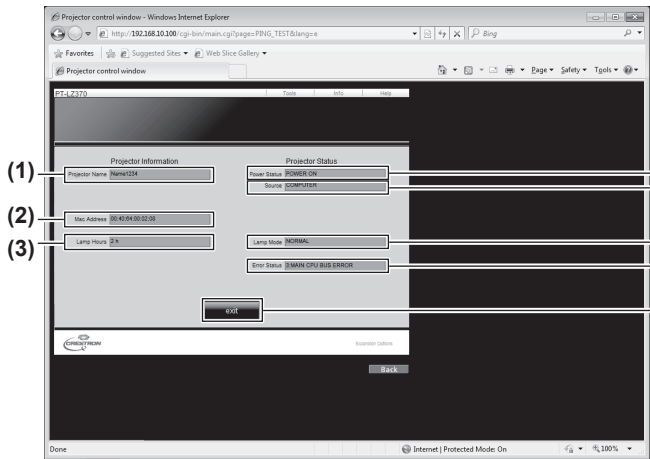 Projector control window - Windows Internet Explorer
http://192.168.10.100/cgi-bin/main.cgi?page=PING_TEST&lang=e
Bing
Favorites Suggested Sites Web Slice Gallery
Projector control window
Page Safety Tools
PT-LZ370 Tools Info Help
Projector Information Projector Status
(1) Projector Name Name1234 Power Status POWER ON
Source COMPUTER
(2) Mac Address 00:40:64:00:02:08
(3) Lamp Hours 2 h Lamp Mode NORMAL
Error Status 3:MAIN CPU BUS ERROR
exit
CRESTRON Expansion Options
Back
Done Internet | Protected Mode: On 100%